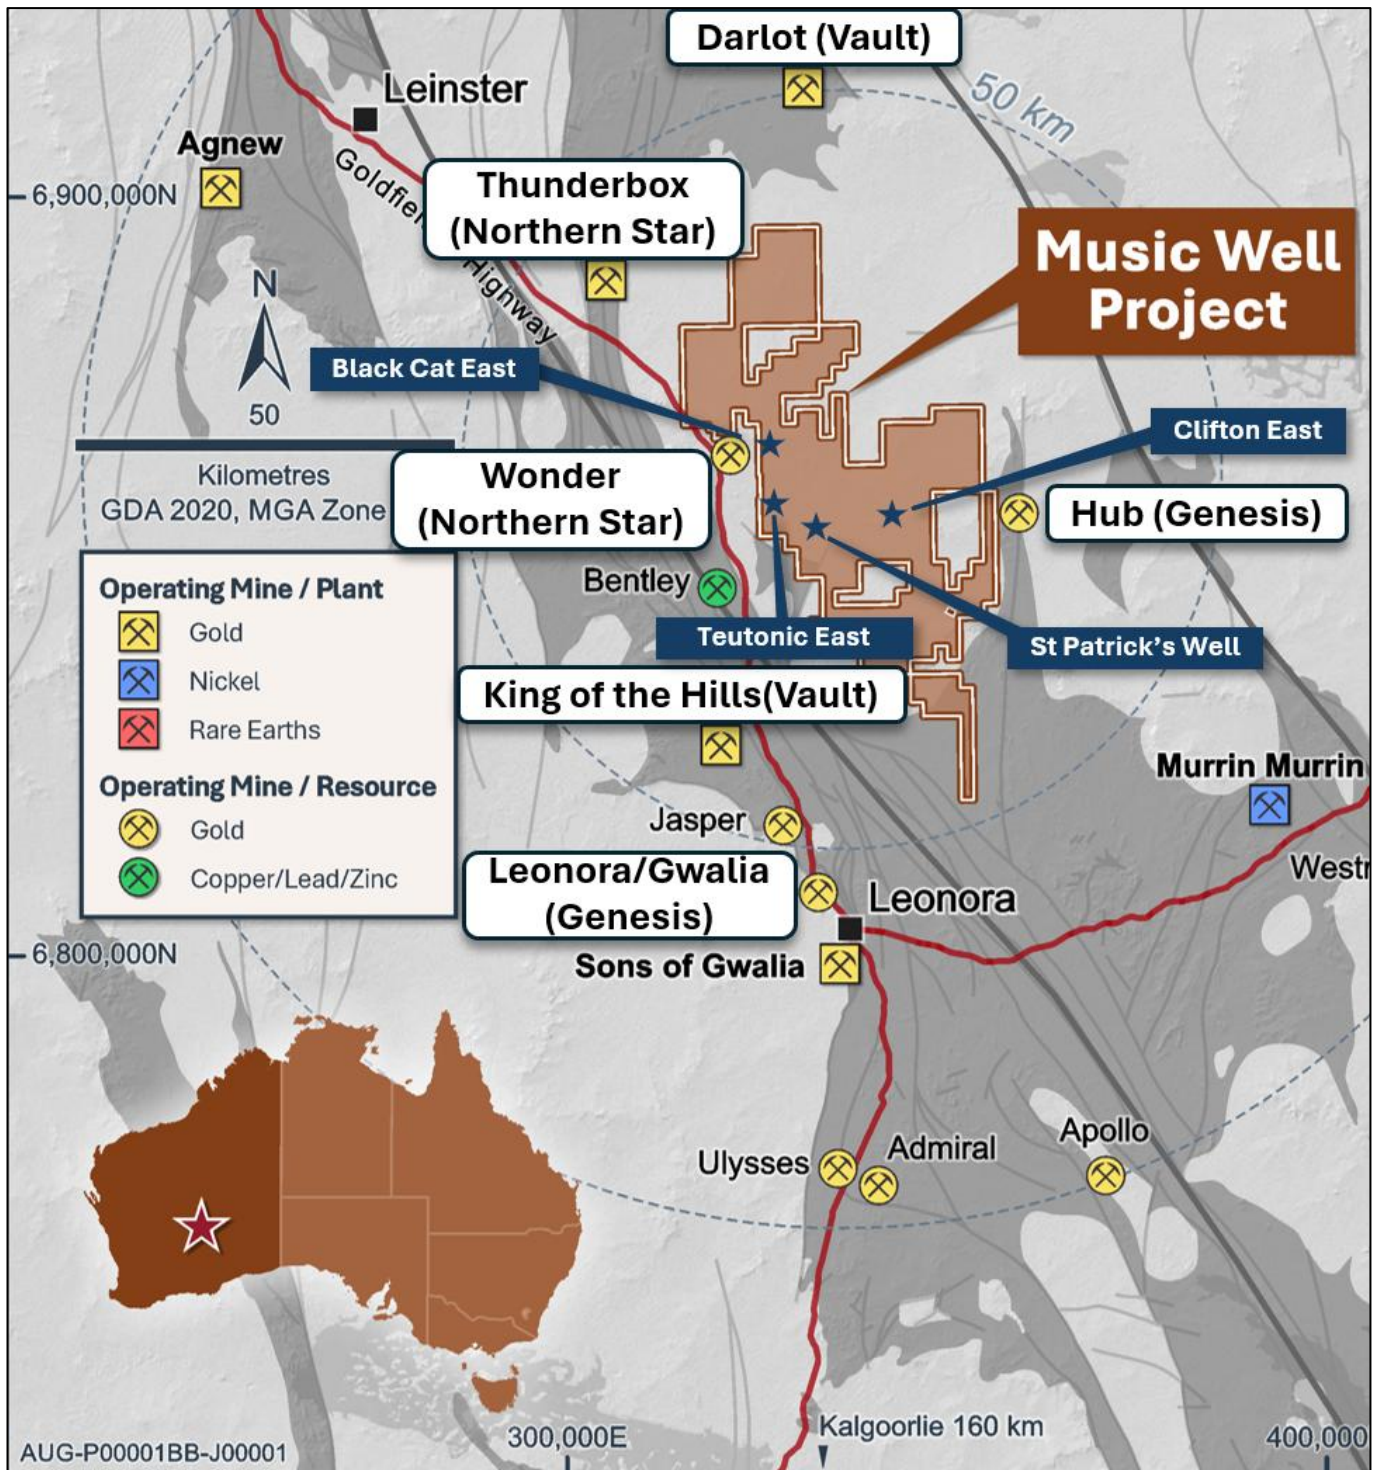 Darlot (Vault)
Leinster
50 km
Agnew
Thunderbox
(Northern Star)
6,900,000N
Music Well
Project
Goldfie
Highway
N
Black Cat East
50
Clifton East
Kilometres
GDA 2020, MGA Zone
Wonder
(Northern Star)
Hub (Genesis)
Bentley
Operating Mine / Plant
Gold
Nickel
Rare Earths
Operating Mine / Resource
Gold
Copper/Lead/Zinc
Teutonic East
St Patrick's Well
King of the Hills(Vault)
Murrin Murrin
Jasper
Leonora/Gwalia
(Genesis)
Westr
Leonora
6,800,000N
Sons of Gwalia
Apollo
Ulysses
Admiral
Kalgoorlie 160 km
300,000E
400,000
AUG-P00001BB-J00001